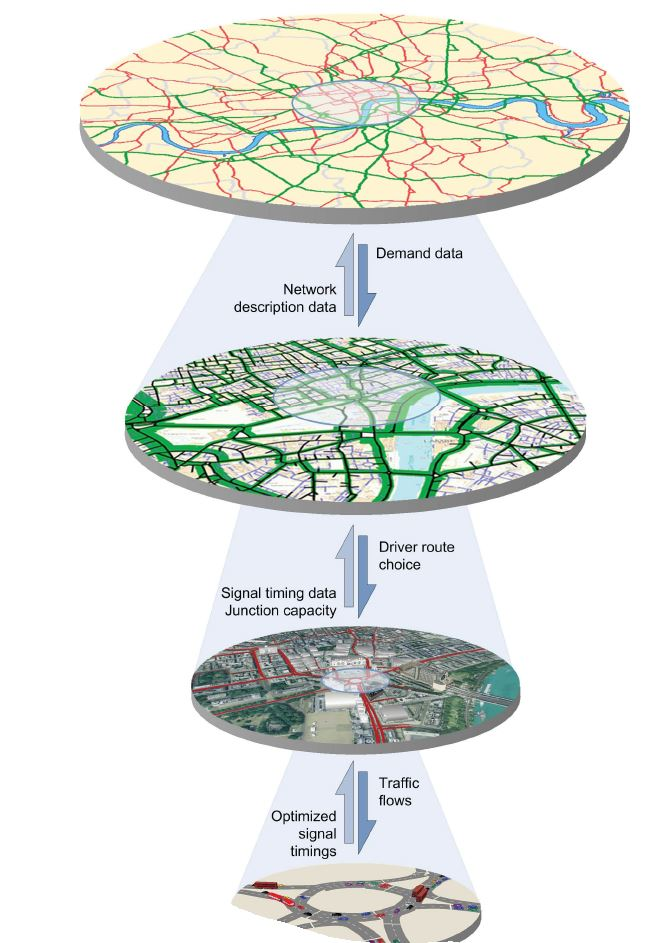 Demand data
Network
description data
Driver route
choice
Signal timing data
Junction capacity
Traffic
flows
Optimized
signal
timings